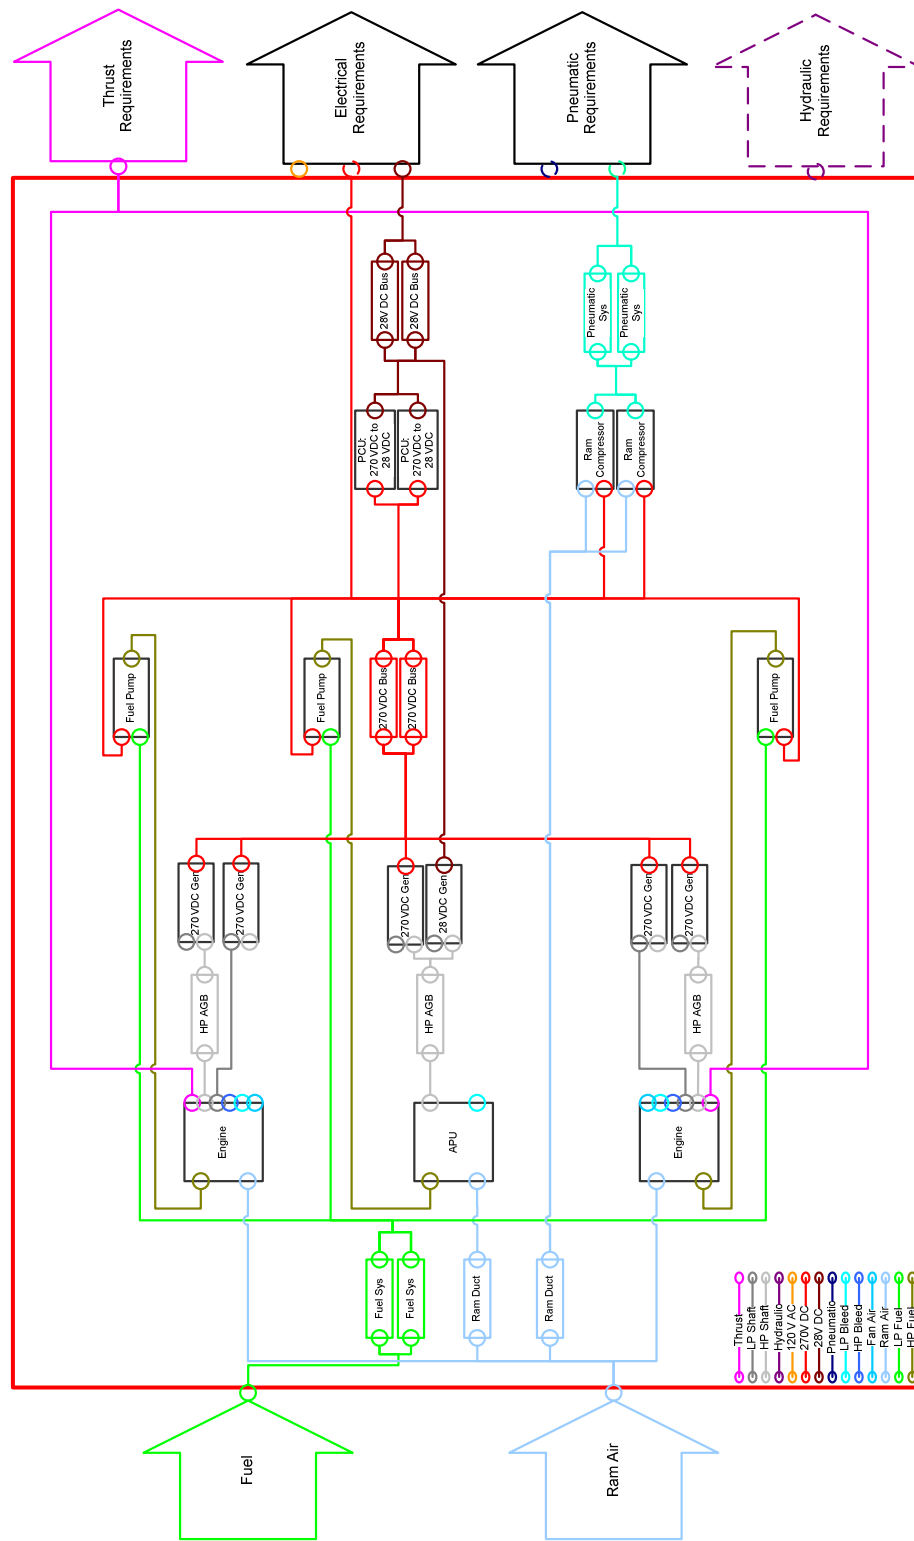 Thrust
Requirements
Electrical
Requirements
Pneumatic
Requirements
Hydraulic
Requirements
28V DC Bus
28V DC Bus
Pneumatic
Sys
Pneumatic
Sys
PCU:
270 VDC to
28 VDC
PCU:
270 VDC to
28 VDC
Ram
Compressor
Ram
Compressor
Fuel Pump
Fuel Pump
270 VDC Bus
270 VDC Bus
Fuel Pump
270 VDC Gen
270 VDC Gen
270 VDC Gen
28 VDC Gen
270 VDC Gen
270 VDC Gen
HP AGB
HP AGB
HP AGB
Engine
APU
Engine
Fuel Sys
Fuel Sys
Ram Duct
Ram Duct
Thrust
LP Shaft
HP Shaft
Hydraulic
120 V AC
270V DC
28V DC
Pneumatic
LP Bleed
HP Bleed
Fan Air
Ram Air
LP Fuel
HP Fuel
Fuel
Ram Air